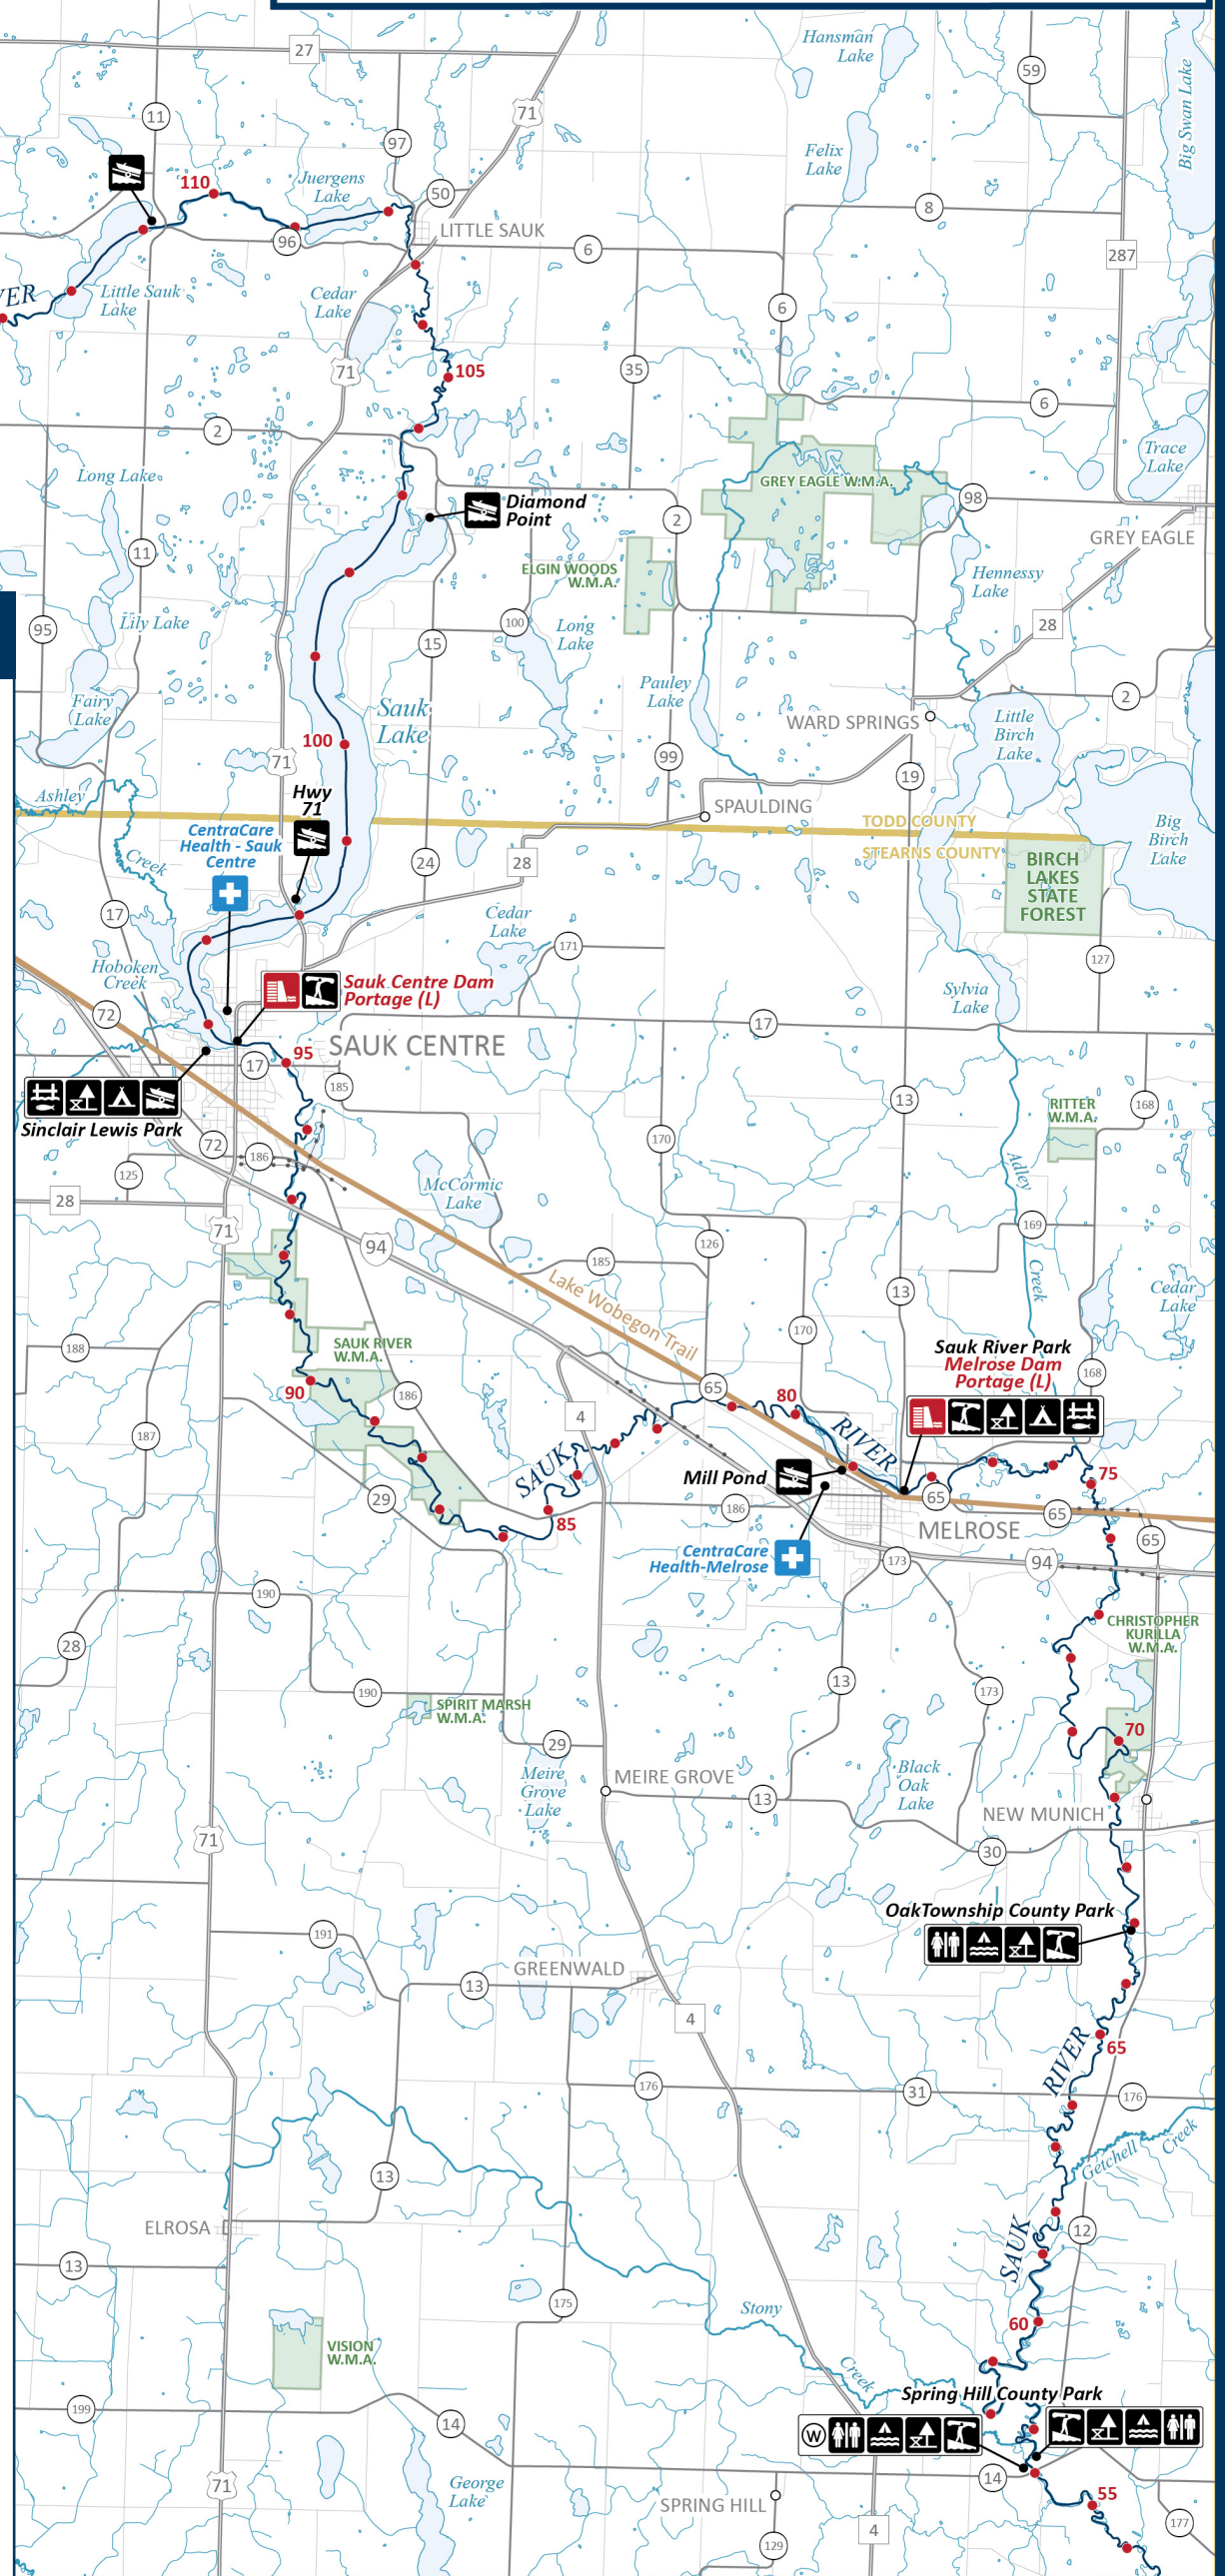 27
Hansman
Lake
59
Big Swan Lake
11
71
97
Felix
Lake
110
Juergens
Lake
50
8
LITTLE SAUK
96
6
287
VER
Little Sauk
Lake
Cedar
Lake
6
71
105
35
6
2
Trace
Lake
Long Lake
GREY EAGLE W.M.A.
98
Diamond
Point
2
GREY EAGLE
11
ELGIN WOODS
W.M.A.
Hennessy
Lake
95
Lily Lake
100
Long
Lake
28
15
Fairy
Lake
Pauley
Lake
2
Sauk
Lake
WARD SPRINGS
Little
Birch
Lake
100
71
99
19
Hwy
71
Ashley
SPAULDING
TODD COUNTY
STEARNS COUNTY
Big
Birch
Lake
CentraCare
Health - Sauk
Centre
Creek
24
28
BIRCH
LAKES
STATE
FOREST
17
Cedar
Lake
171
127
Hoboken
Creek
Sauk Centre Dam
Portage (L)
Sylvia
Lake
72
17
SAUK CENTRE
95
17
185
13
168
RITTER
W.M.A.
Sinclair Lewis Park
72
186
170
125
Adley
28
McCormic
Lake
71
94
126
169
185
Creek
Cedar
Lake
Lake Wobegon Trail
13
188
SAUK RIVER
W.M.A.
170
Sauk River Park
Melrose Dam
Portage (L)
168
90
186
65
80
4
187
RIVER
SAUK
Mill Pond
75
29
85
186
65
65
MELROSE
65
CentraCare
Health-Melrose
173
94
190
28
CHRISTOPHER
KURILLA
W.M.A.
13
190
173
SPIRIT MARSH
W.M.A.
70
29
Meire
Grove
Lake
MEIRE GROVE
Black
Oak
Lake
13
NEW MUNICH
71
30
OakTownship County Park
191
GREENWALD
13
4
65
RIVER
176
31
176
Getchell
Creek
13
ELROSA
12
SAUK
13
175
Stony
60
VISION
W.M.A.
Creek
Spring Hill County Park
199
14
W
14
71
George
Lake
SPRING HILL
55
177
4
129